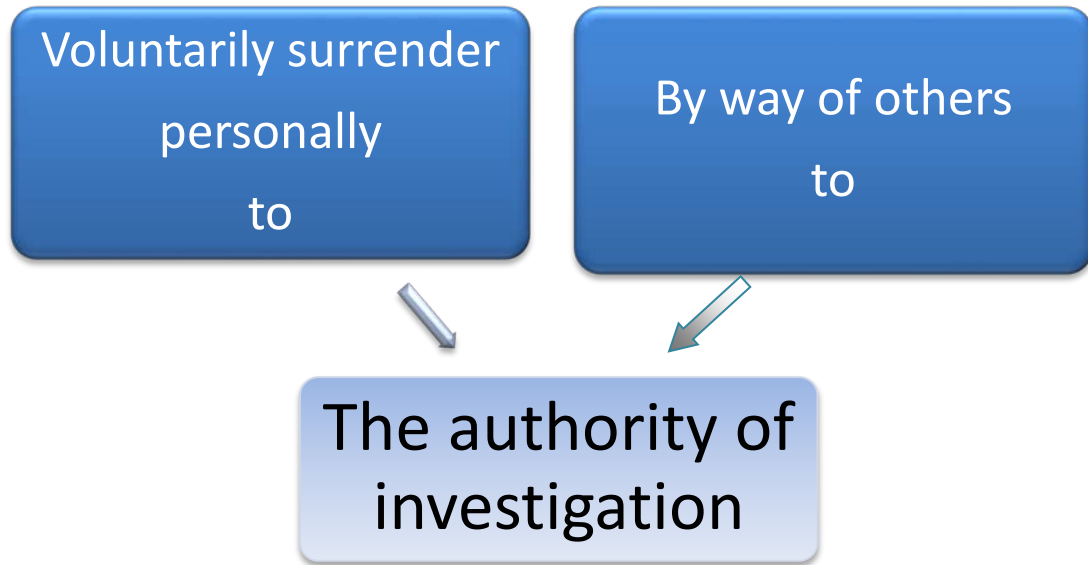 Voluntarily surrender
personally
to
By way of others
to
The authority of
investigation